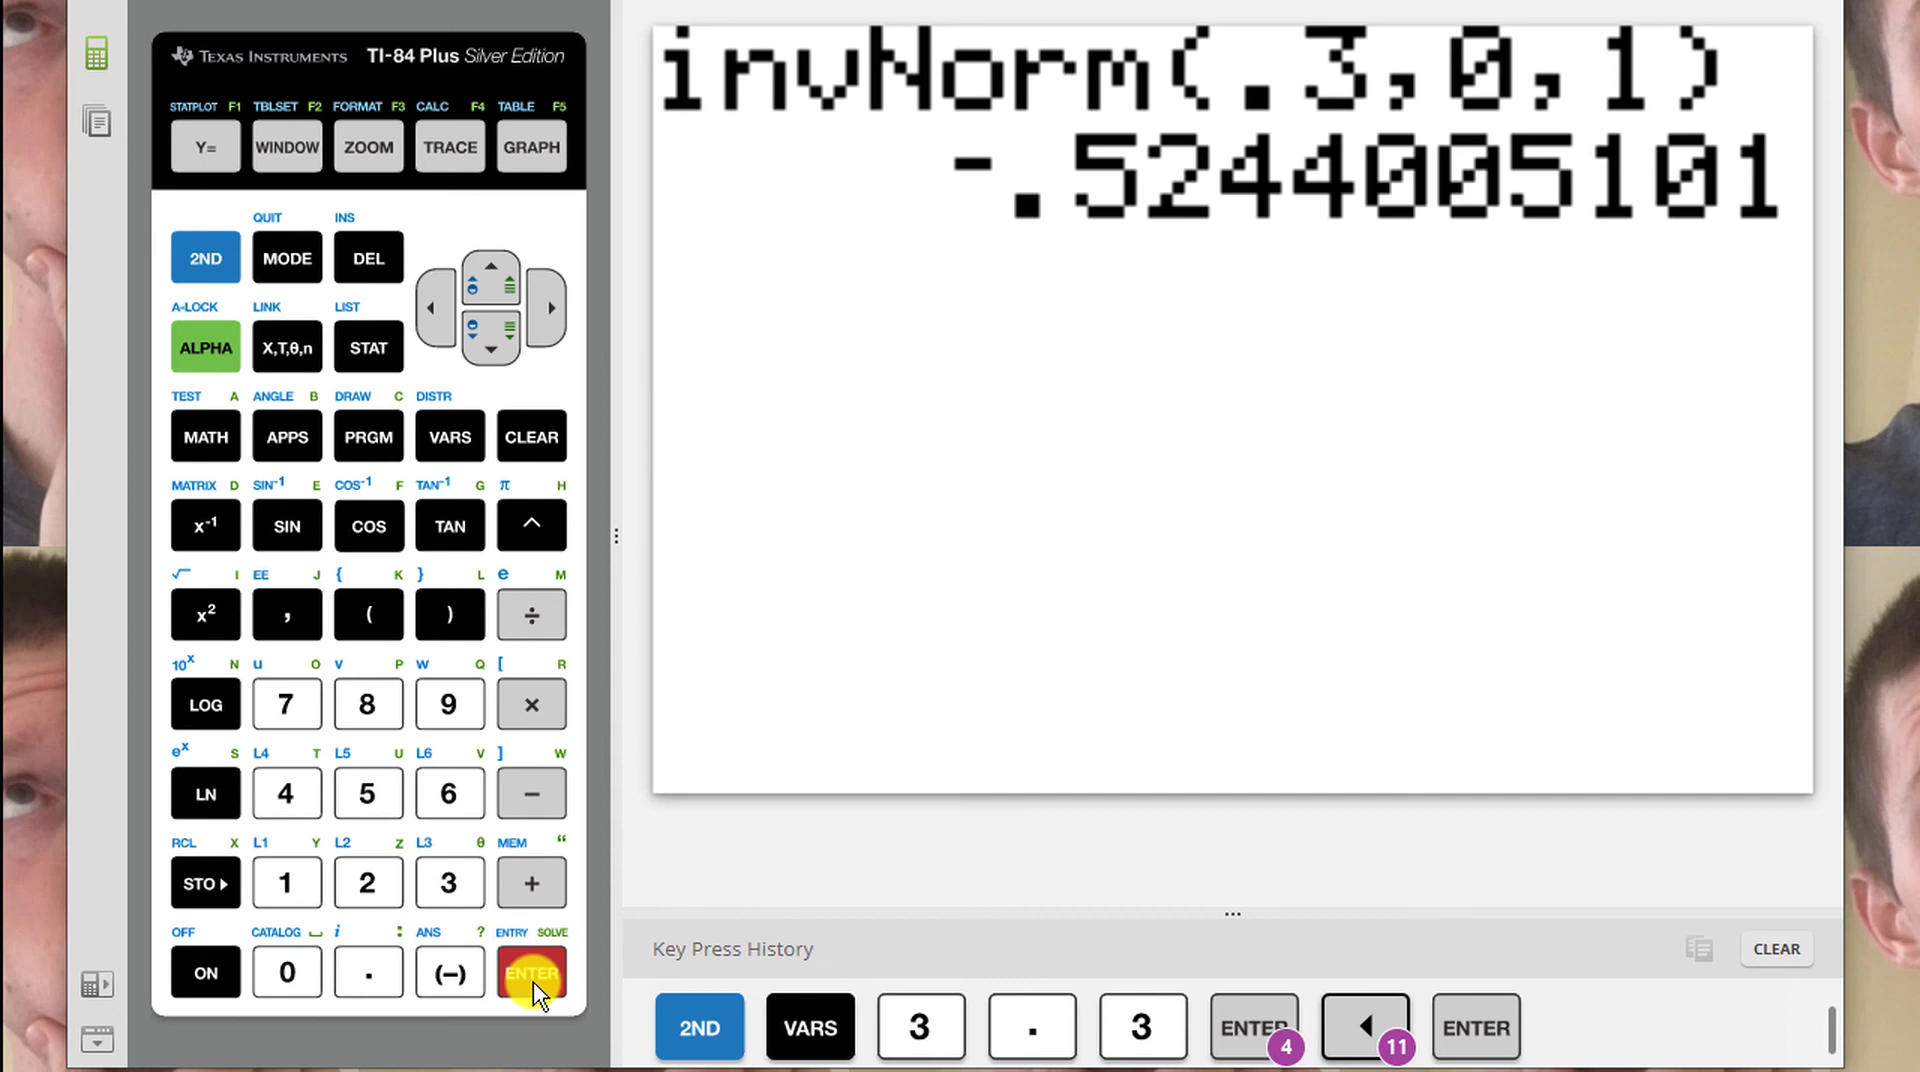 TEXAS INSTRUMENTS TI-84 Plus Silver Edition
STATPLOT F1 TBLSET F2 FORMAT F3 CALC F4 TABLE F5
Y= WINDOW ZOOM TRACE GRAPH
QUIT INS
2ND MODE DEL
A-LOCK LINK LIST
ALPHA X,T,θ,n STAT
TEST A ANGLE B DRAW C DISTR
MATH APPS PRGM VARS CLEAR
MATRIX D SIN⁻¹ E COS⁻¹ F TAN⁻¹ G π H
x⁻¹ SIN COS TAN ^
√ I EE J { K } L e M
x² , ( ) ÷
10ˣ N u O v P w Q [ R
LOG 7 8 9 ×
eˣ S L4 T L5 U L6 V ] W
LN 4 5 6 −
RCL X L1 Y L2 Z L3 θ MEM “
STO▸ 1 2 3 +
OFF CATALOG ⎵ i : ANS ? ENTRY SOLVE
ON 0 . (−) ENTER
invNorm(.3,0,1)
-.5244005101
Key Press History CLEAR
2ND VARS 3 . 3 ENTER 4 ◀ 11 ENTER